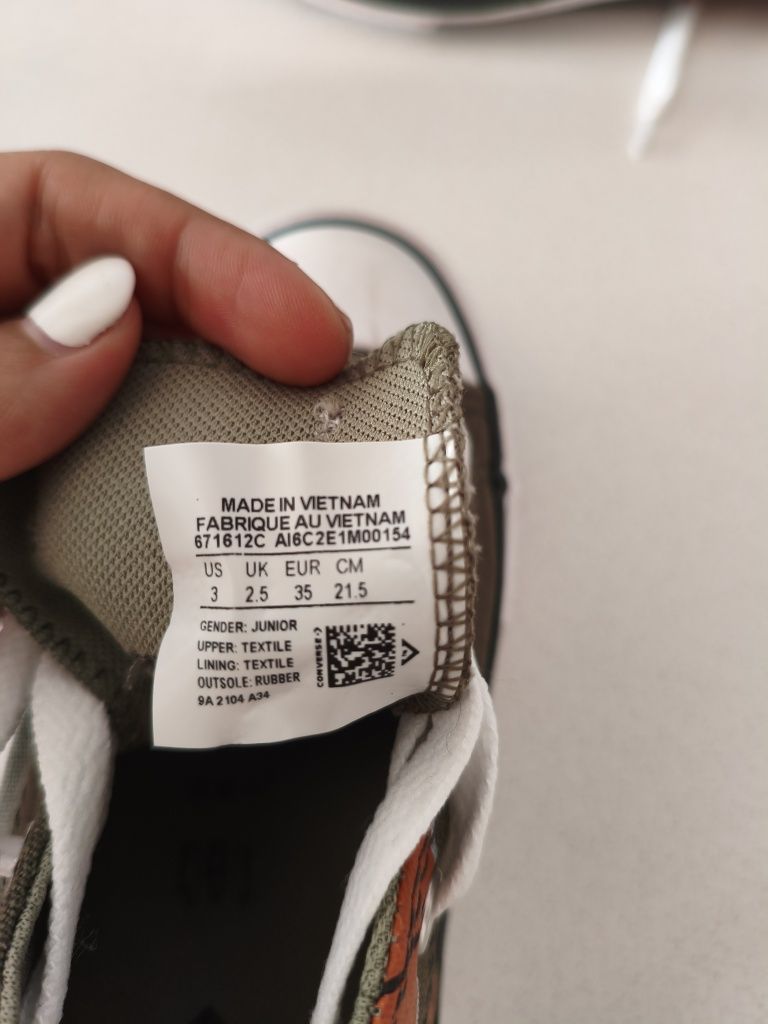 MADE IN VIETNAM
FABRIQUE AU VIETNAM
671612C AI6C2E1M00154
US UK EUR CM
3 2.5 35 21.5
GENDER: JUNIOR
UPPER: TEXTILE
LINING: TEXTILE
OUTSOLE: RUBBER
9A 2104 A34
CONVERSE